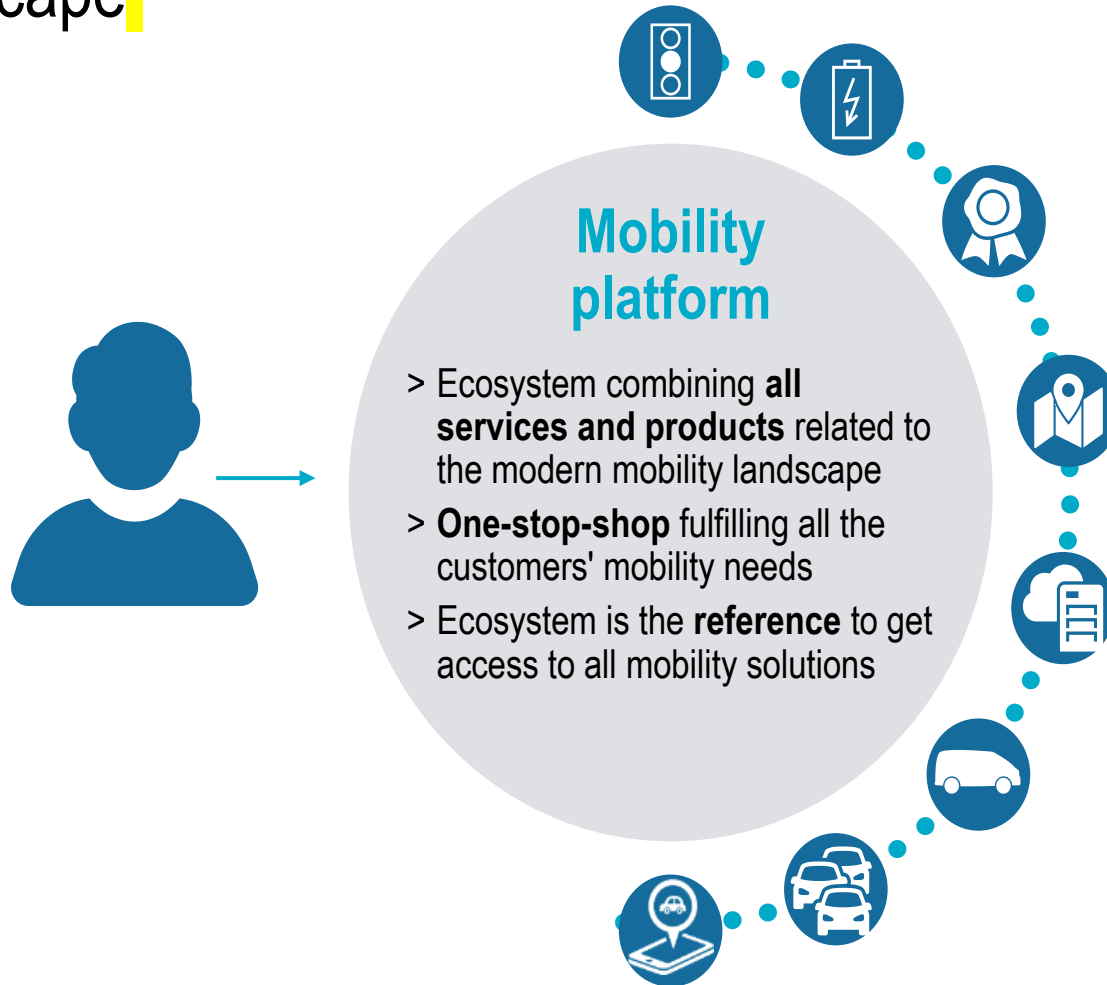 cape
Mobility
platform
> Ecosystem combining all
services and products related to
the modern mobility landscape
> One-stop-shop fulfilling all the
customers' mobility needs
> Ecosystem is the reference to get
access to all mobility solutions